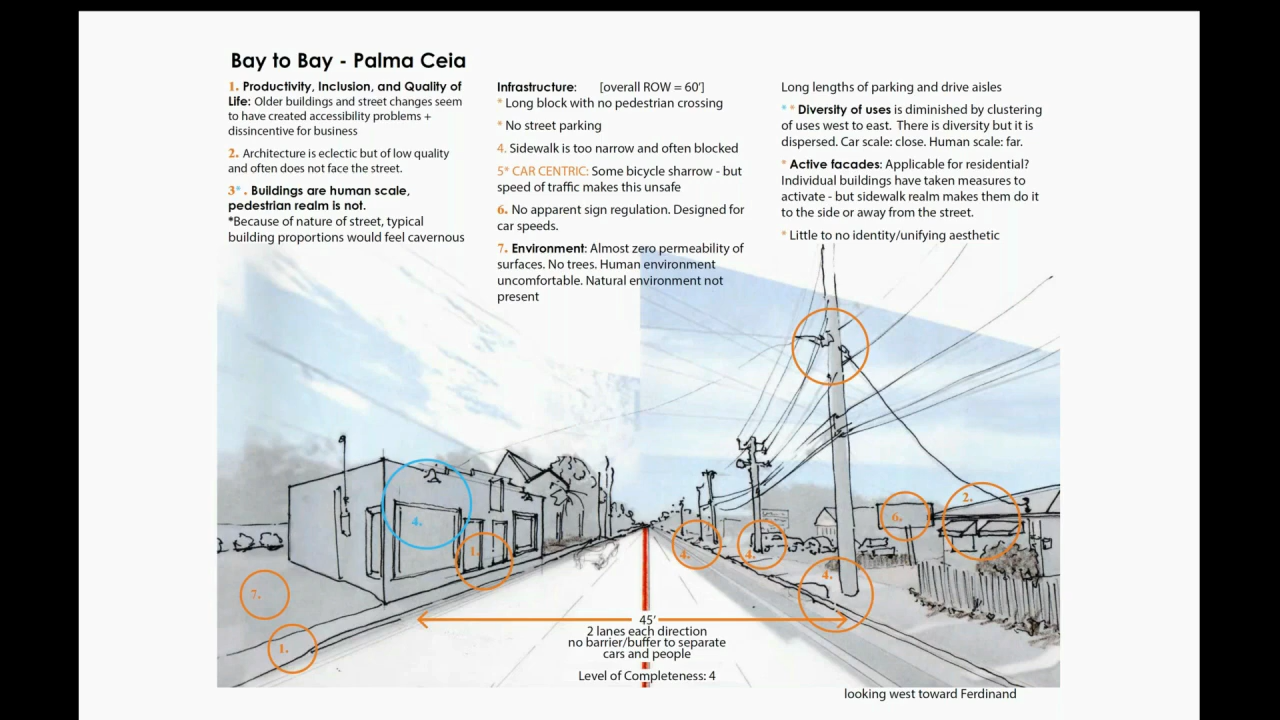 Bay to Bay - Palma Ceia
1. Productivity, Inclusion, and Quality of
Life: Older buildings and street changes seem
to have created accessibility problems +
dissincentive for business
2. Architecture is eclectic but of low quality
and often does not face the street.
3* . Buildings are human scale,
pedestrian realm is not.
*Because of nature of street, typical
building proportions would feel cavernous
Infrastructure: [overall ROW = 60']
* Long block with no pedestrian crossing
* No street parking
4. Sidewalk is too narrow and often blocked
5* CAR CENTRIC: Some bicycle sharrow - but
speed of traffic makes this unsafe
6. No apparent sign regulation. Designed for
car speeds.
7. Environment: Almost zero permeability of
surfaces. No trees. Human environment
uncomfortable. Natural environment not
present
Long lengths of parking and drive aisles
* * Diversity of uses is diminished by clustering
of uses west to east. There is diversity but it is
dispersed. Car scale: close. Human scale: far.
* Active facades: Applicable for residential?
Individual buildings have taken measures to
activate - but sidewalk realm makes them do it
to the side or away from the street.
* Little to no identity/unifying aesthetic
4.
1.
7.
1.
4.
4.
4.
6.
2.
45'
2 lanes each direction
no barrier/buffer to separate
cars and people
Level of Completeness: 4
looking west toward Ferdinand